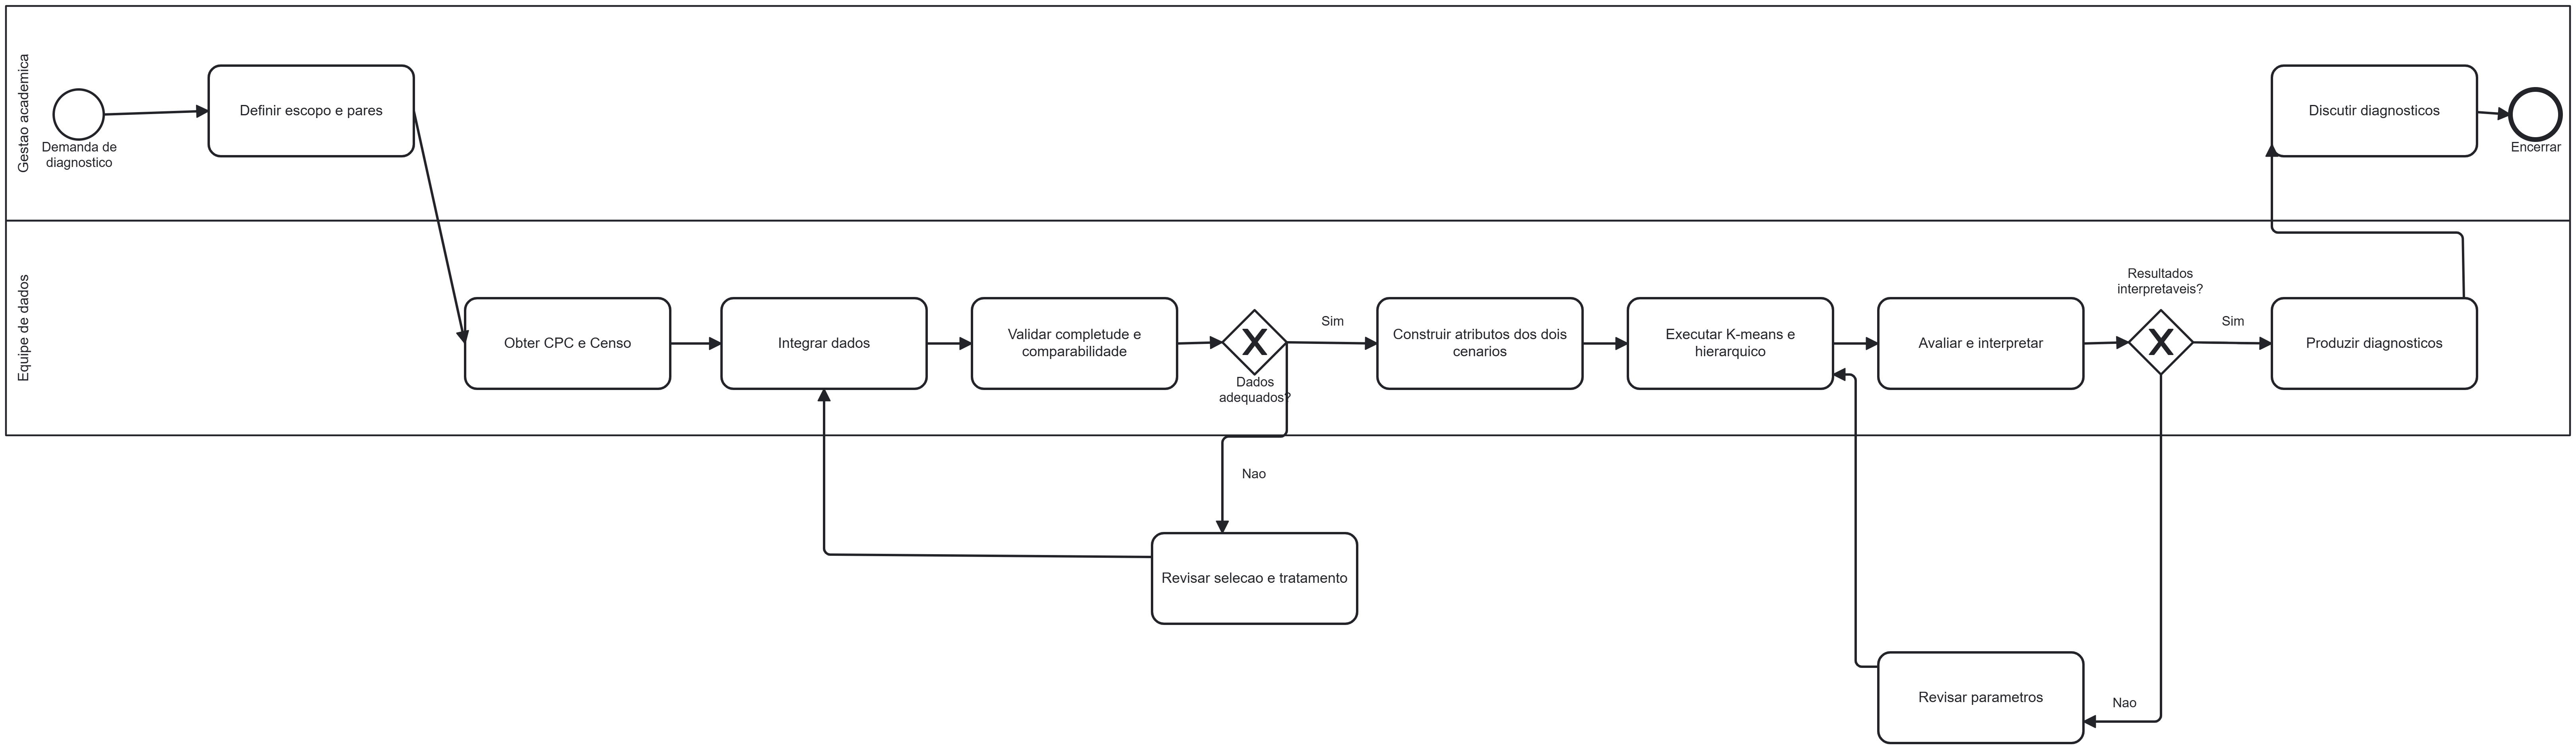 Gestao academica
Demanda de
diagnostico
Definir escopo e pares
Discutir diagnosticos
Encerrar
Equipe de dados
Obter CPC e Censo
Integrar dados
Validar completude e
comparabilidade
X
Dados
adequados?
Sim
Construir atributos dos dois
cenarios
Executar K-means e
hierarquico
Avaliar e interpretar
Resultados
interpretaveis?
X
Sim
Produzir diagnosticos
Nao
Revisar selecao e tratamento
Revisar parametros
Nao